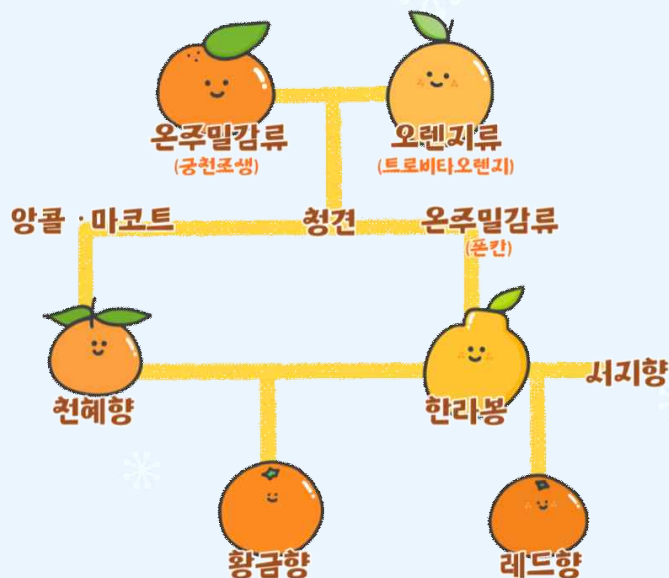 온주밀감류 오렌지류
(궁천조생) (트로비타오렌지)
앙콜·마코트 청견 온주밀감류
(폰칸)
천혜향 한라봉 서지향
황금향 레드향